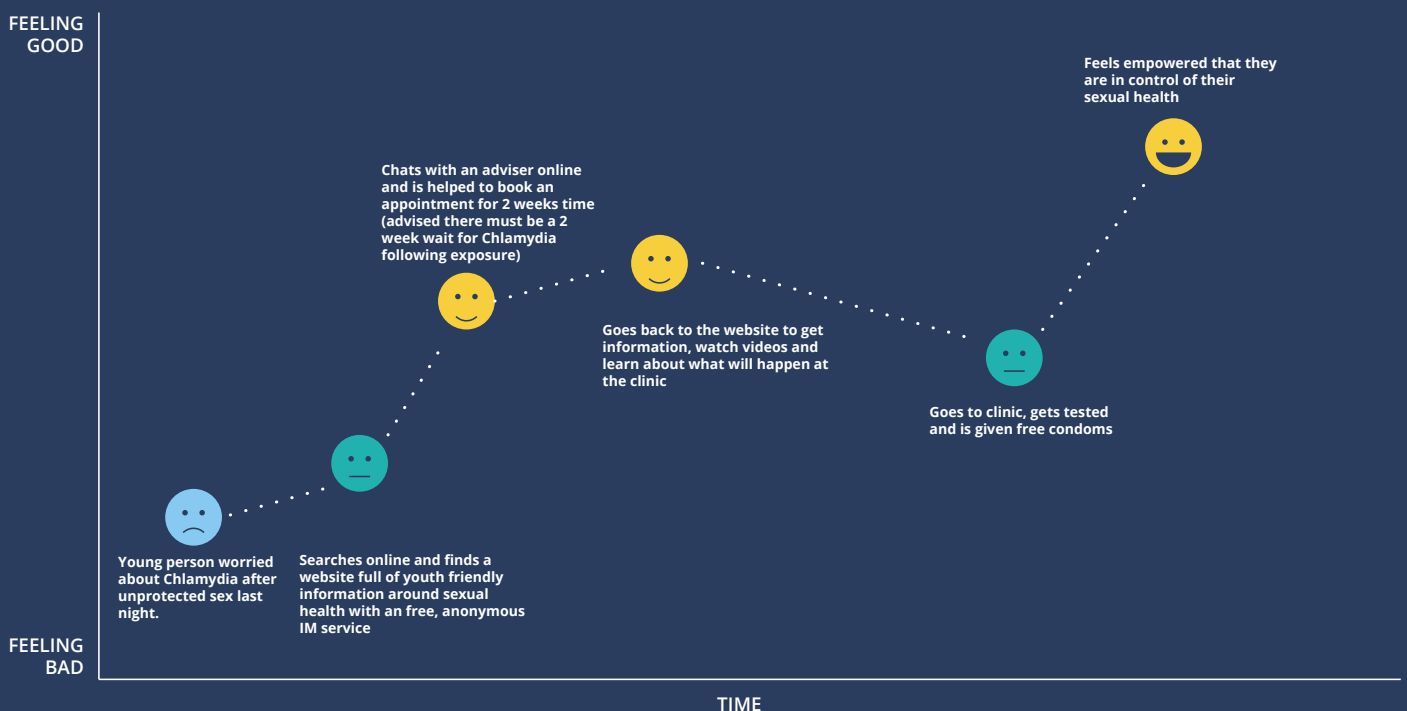 FEELING
GOOD
Feels empowered that they
are in control of their
sexual health
Chats with an adviser online
and is helped to book an
appointment for 2 weeks time
(advised there must be a 2
week wait for Chlamydia
following exposure)
Goes back to the website to get
information, watch videos and
learn about what will happen at
the clinic
Goes to clinic, gets tested
and is given free condoms
Young person worried
about Chlamydia after
unprotected sex last
night.
Searches online and finds a
website full of youth friendly
information around sexual
health with an free, anonymous
IM service
FEELING
BAD
TIME